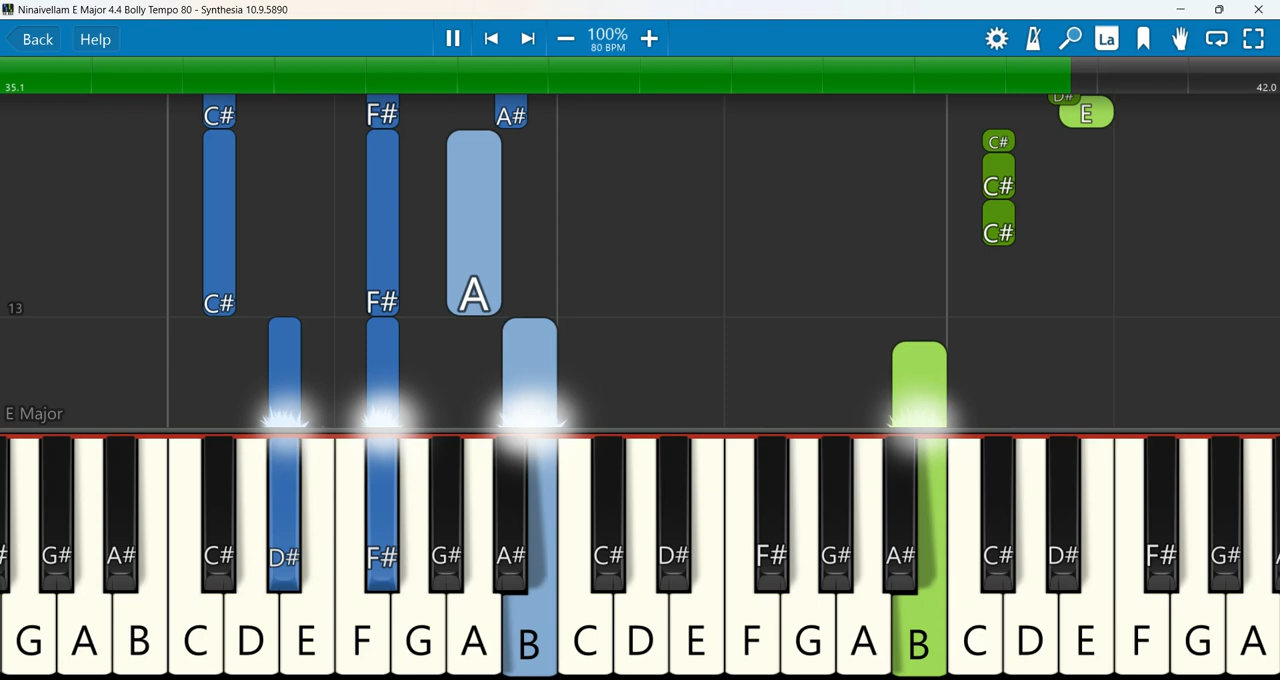 Ninaivellam E Major 4.4 Bolly Tempo 80 - Synthesia 10.9.5890
Back Help 100% La
80 BPM
35.1 42.0
D#
C# F# A# E
C#
C#
C#
C# F# A
13
E Major
G# A# C# D# F# G# A# C# D# F# G# A# C# D# F# G#
G A B C D E F G A B C D E F G A B C D E F G A